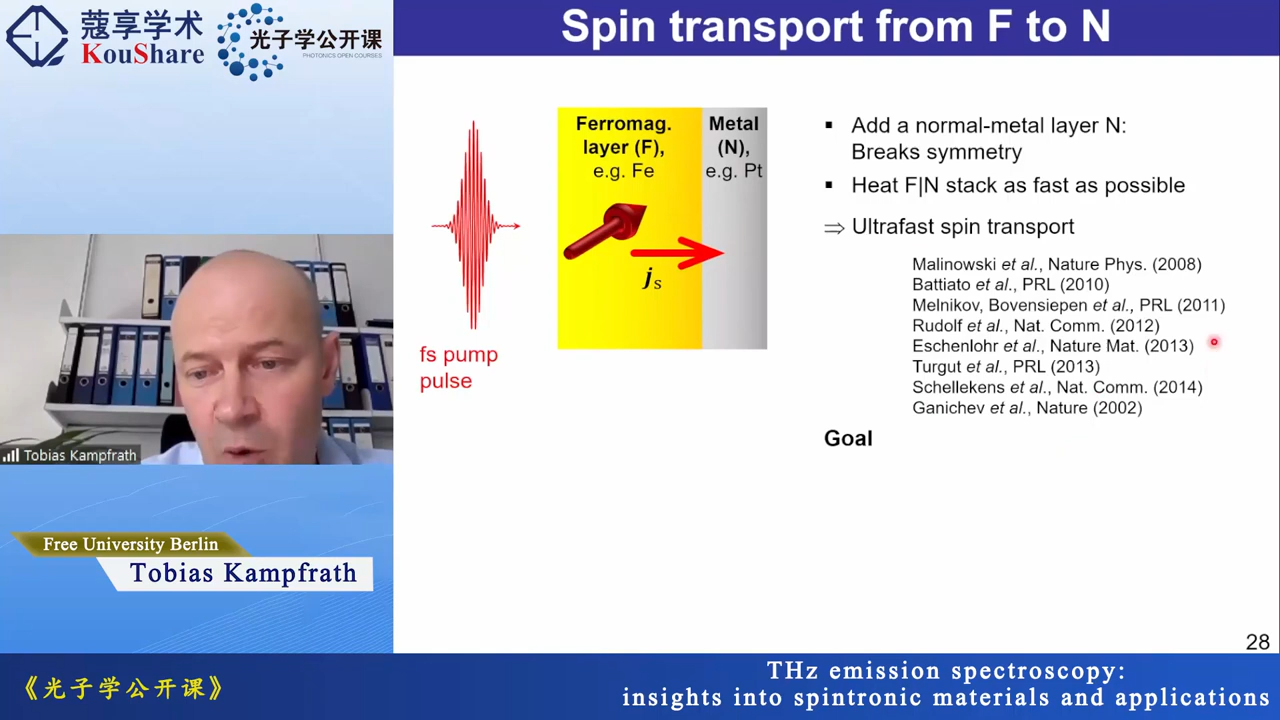 蔻享学术
KouShare
光子学公开课
PHOTONICS OPEN COURSES
Tobias Kampfrath
Free University Berlin
Tobias Kampfrath
《光子学公开课》
Spin transport from F to N
fs pump
pulse
Ferromag.
layer (F),
e.g. Fe
Metal
(N),
e.g. Pt
js
▪ Add a normal-metal layer N:
Breaks symmetry
▪ Heat F|N stack as fast as possible
⇒ Ultrafast spin transport
Malinowski et al., Nature Phys. (2008)
Battiato et al., PRL (2010)
Melnikov, Bovensiepen et al., PRL (2011)
Rudolf et al., Nat. Comm. (2012)
Eschenlohr et al., Nature Mat. (2013)
Turgut et al., PRL (2013)
Schellekens et al., Nat. Comm. (2014)
Ganichev et al., Nature (2002)
Goal
28
THz emission spectroscopy:
insights into spintronic materials and applications